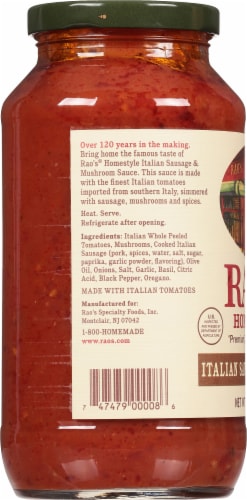 Over 120 years in the making.
Bring home the famous taste of
Rao's® Homestyle Italian Sausage &
Mushroom Sauce. This sauce is made
with the finest Italian tomatoes
imported from southern Italy, simmered
with sausage, mushrooms and spices.
Heat. Serve.
Refrigerate after opening.
Ingredients: Italian Whole Peeled
Tomatoes, Mushrooms, Cooked Italian
Sausage (pork, spices, water, salt, sugar,
paprika, garlic powder, flavoring), Olive
Oil, Onions, Salt, Garlic, Basil, Citric
Acid, Black Pepper, Oregano.
MADE WITH ITALIAN TOMATOES
Manufactured for:
Rao's Specialty Foods, Inc.
Montclair, NJ 07042
1-800-HOMEMADE
www.raos.com
7 47479 00008 6
RA
HO
"Premium
ITALIAN SA
NET